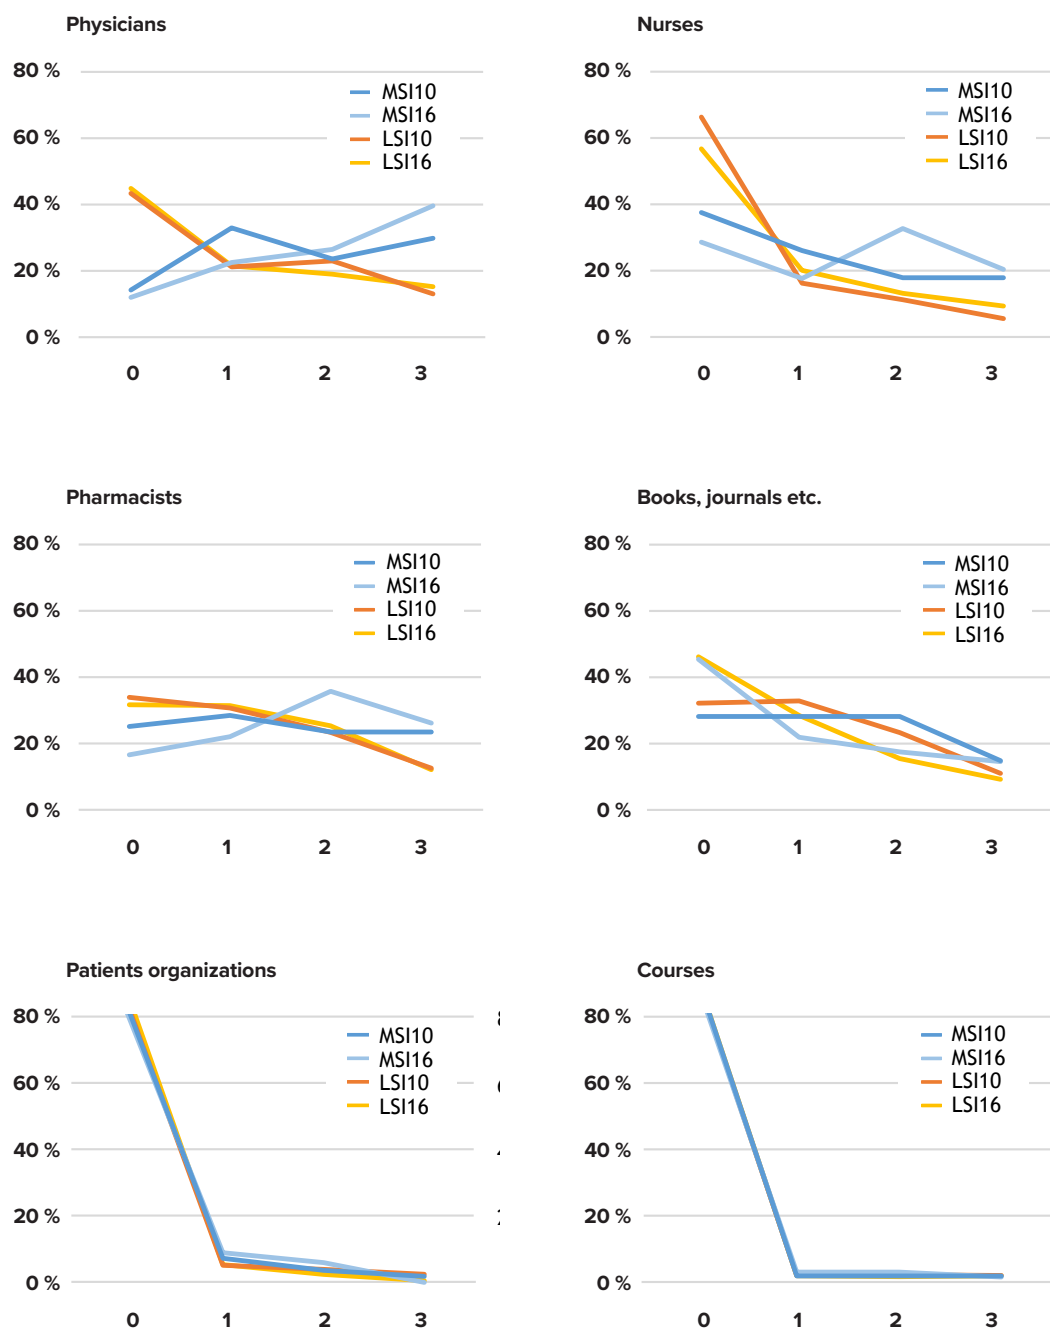 Physicians
80 %
60 %
40 %
20 %
0 %
0 1 2 3
MSI10
MSI16
LSI10
LSI16
Nurses
80 %
60 %
40 %
20 %
0 %
0 1 2 3
MSI10
MSI16
LSI10
LSI16
Pharmacists
80 %
60 %
40 %
20 %
0 %
0 1 2 3
MSI10
MSI16
LSI10
LSI16
Books, journals etc.
80 %
60 %
40 %
20 %
0 %
0 1 2 3
MSI10
MSI16
LSI10
LSI16
Patients organizations
80 %
60 %
40 %
20 %
0 %
0 1 2 3
MSI10
MSI16
LSI10
LSI16
Courses
80 %
60 %
40 %
20 %
0 %
0 1 2 3
MSI10
MSI16
LSI10
LSI16